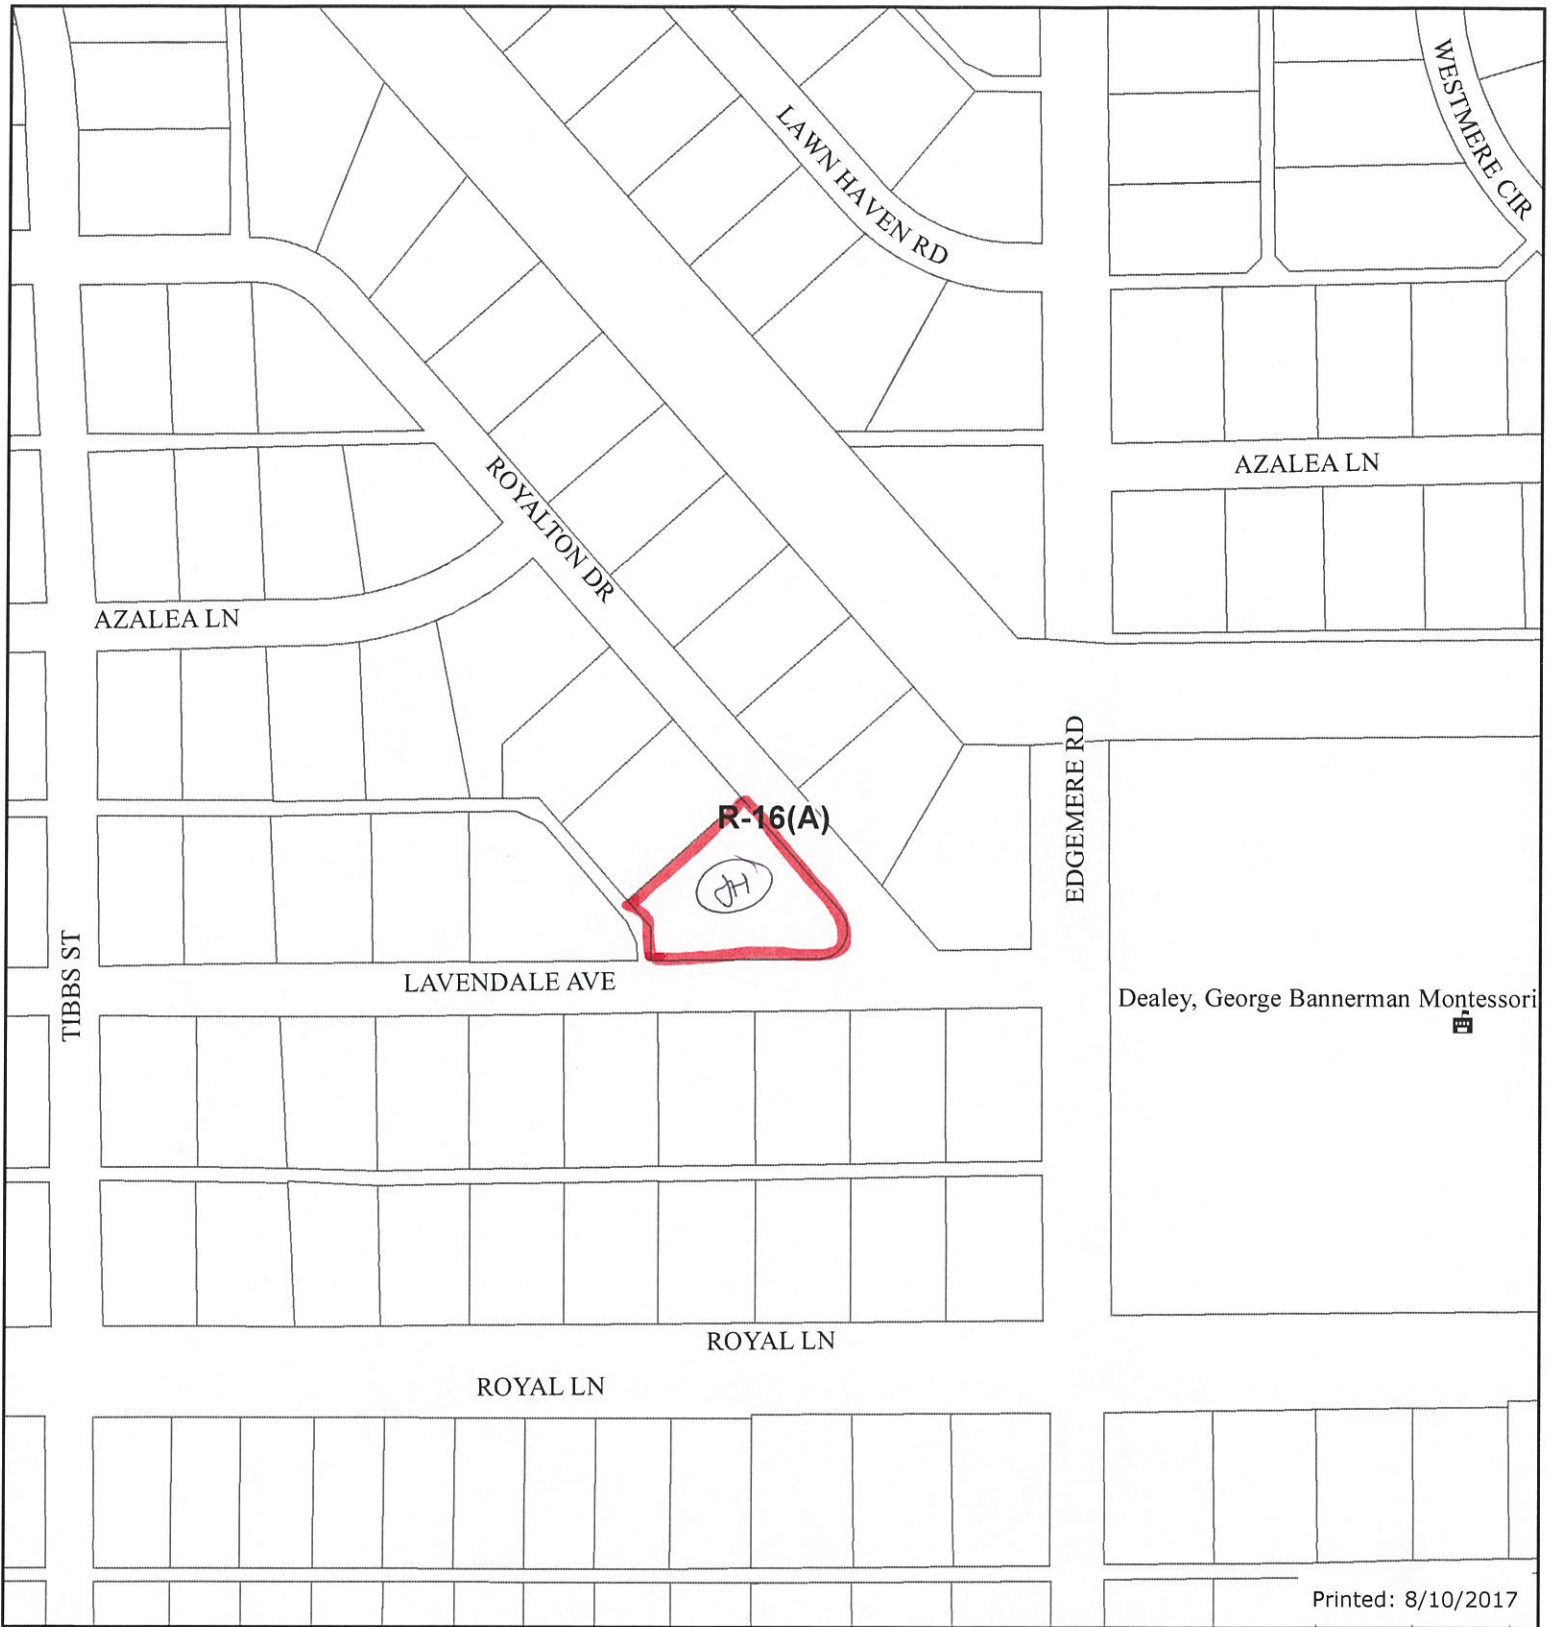 WESTMERE CIR
LAWN HAVEN RD
AZALEA LN
ROYALTON DR
AZALEA LN
R-16(A)
EDGEMERE RD
TIBBS ST
LAVENDALE AVE
Dealey, George Bannerman Montessori
ROYAL LN
ROYAL LN
Printed: 8/10/2017